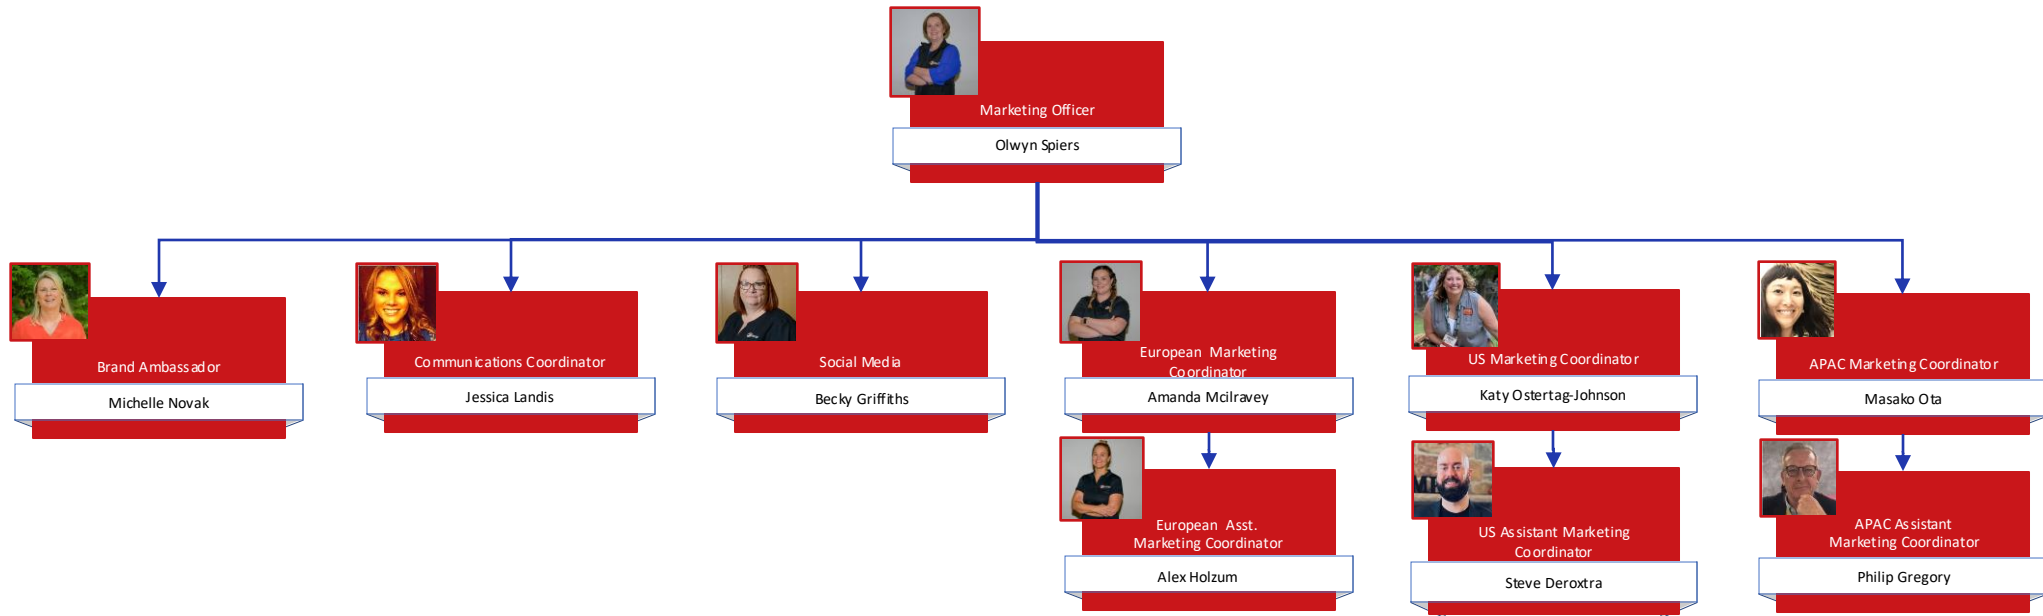 Marketing Officer
Olwyn Spiers
Brand Ambassador
Michelle Novak
Communications Coordinator
Jessica Landis
Social Media
Becky Griffiths
European Marketing
Coordinator
Amanda Mcilravey
US Marketing Coordinator
Katy Ostertag-Johnson
APAC Marketing Coordinator
Masako Ota
European Asst.
Marketing Coordinator
Alex Holzum
US Assistant Marketing
Coordinator
Steve Deroxtra
APAC Assistant
Marketing Coordinator
Philip Gregory